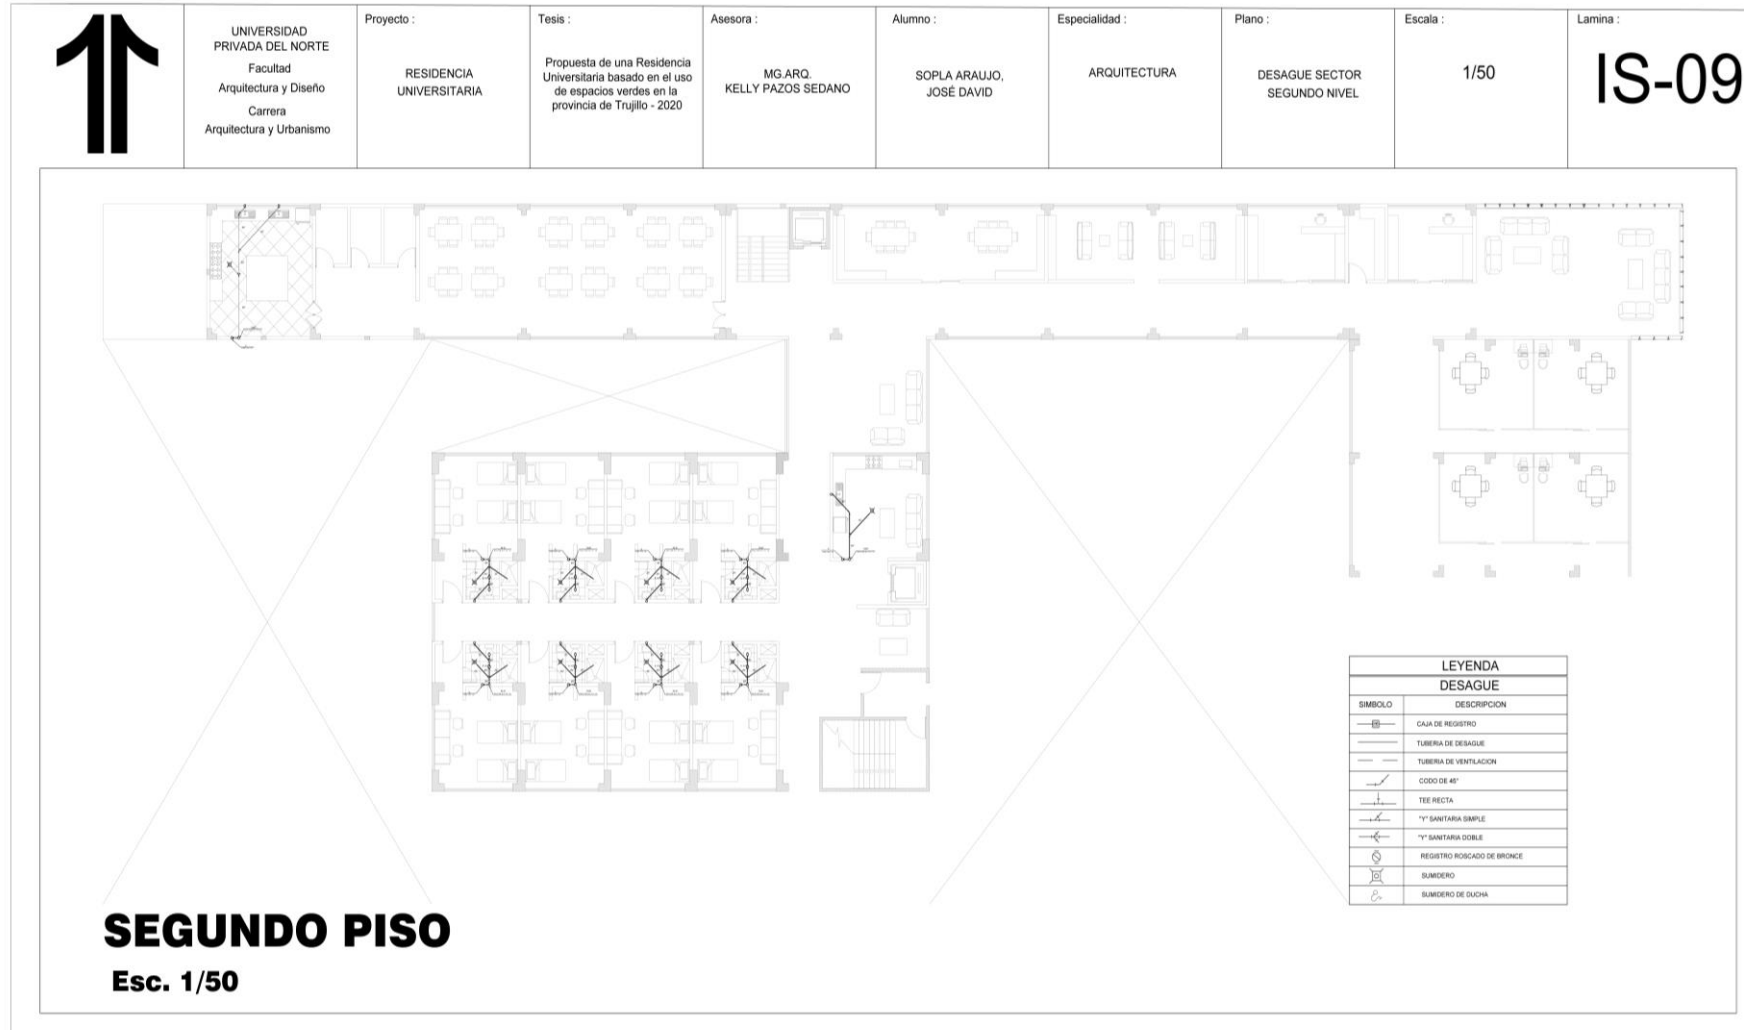 UNIVERSIDAD
PRIVADA DEL NORTE
Facultad
Arquitectura y Diseño
Carrera
Arquitectura y Urbanismo
Proyecto :
RESIDENCIA
UNIVERSITARIA
Tesis :
Propuesta de una Residencia
Universitaria basado en el uso
de espacios verdes en la
provincia de Trujillo - 2020
Asesora :
MG.ARQ.
KELLY PAZOS SEDANO
Alumno :
SOPLA ARAUJO,
JOSÉ DAVID
Especialidad :
ARQUITECTURA
Plano :
DESAGUE SECTOR
SEGUNDO NIVEL
Escala :
1/50
Lamina :
IS-09
LEYENDA
DESAGUE
SIMBOLO DESCRIPCION
CAJA DE REGISTRO
TUBERIA DE DESAGUE
TUBERIA DE VENTILACION
CODO DE 45°
TEE RECTA
"Y" SANITARIA SIMPLE
"Y" SANITARIA DOBLE
REGISTRO ROSCADO DE BRONCE
SUMIDERO
SUMIDERO DE DUCHA
SEGUNDO PISO
Esc. 1/50